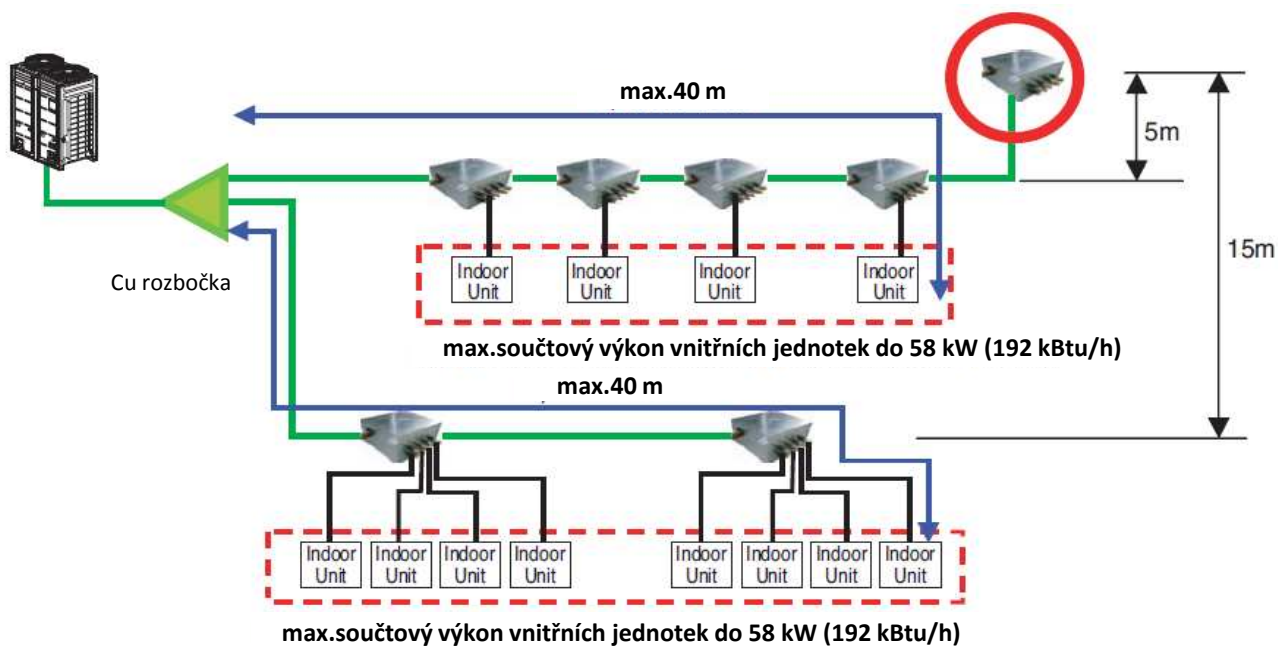 max.40 m
5m
15m
Cu rozbočka
Indoor
Unit
Indoor
Unit
Indoor
Unit
Indoor
Unit
max.součtový výkon vnitřních jednotek do 58 kW (192 kBtu/h)
max.40 m
Indoor
Unit
Indoor
Unit
Indoor
Unit
Indoor
Unit
Indoor
Unit
Indoor
Unit
Indoor
Unit
Indoor
Unit
max.součtový výkon vnitřních jednotek do 58 kW (192 kBtu/h)